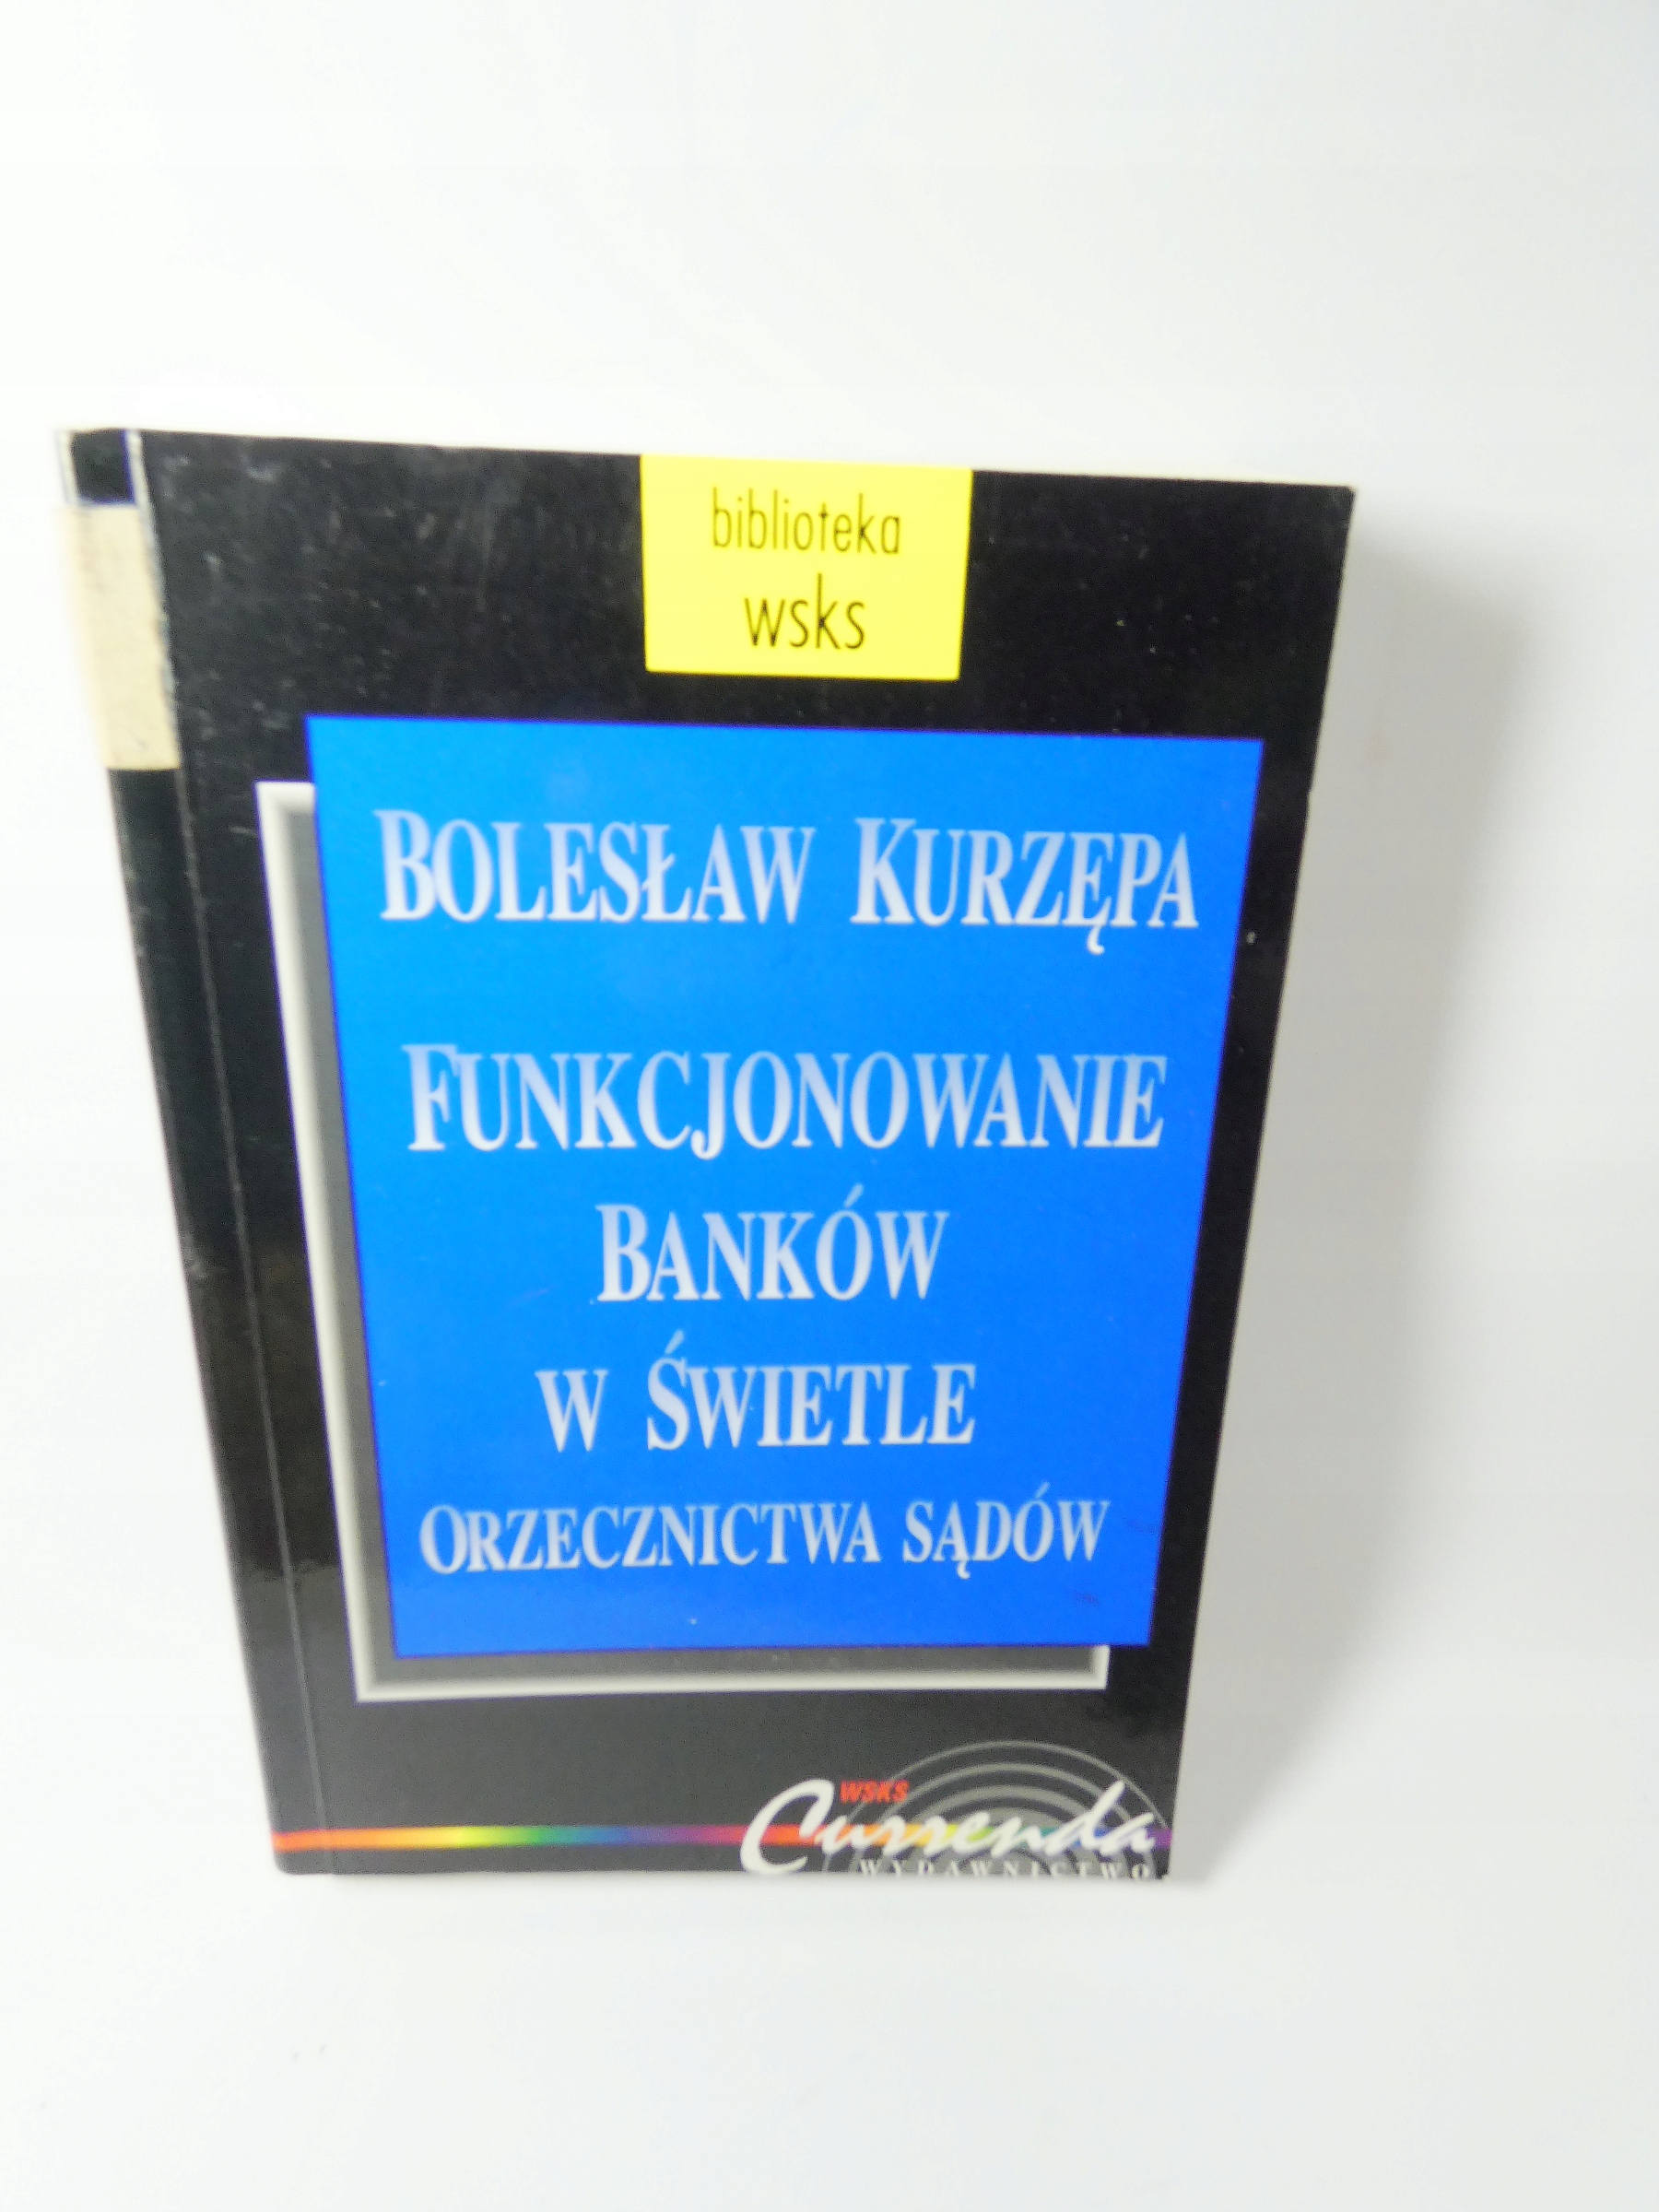 biblioteka
wsks
BOLESŁAW KURZĘPA
FUNKCJONOWANIE
BANKÓW
W ŚWIETLE
ORZECZNICTWA SĄDÓW
WSKS
Currenda
WYDAWNICTWO